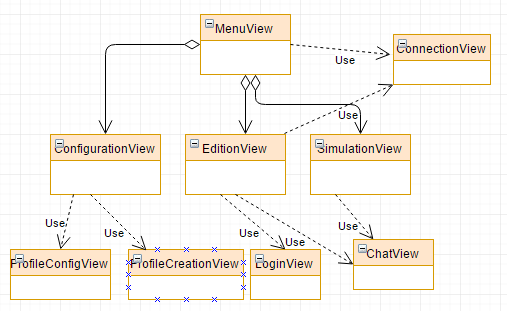 MenuView
ConnectionView
Use
Use
ConfigurationView
EditionView
SimulationView
Use
Use
Use
Use
Use
ProfileConfigView
ProfileCreationView
LoginView
ChatView